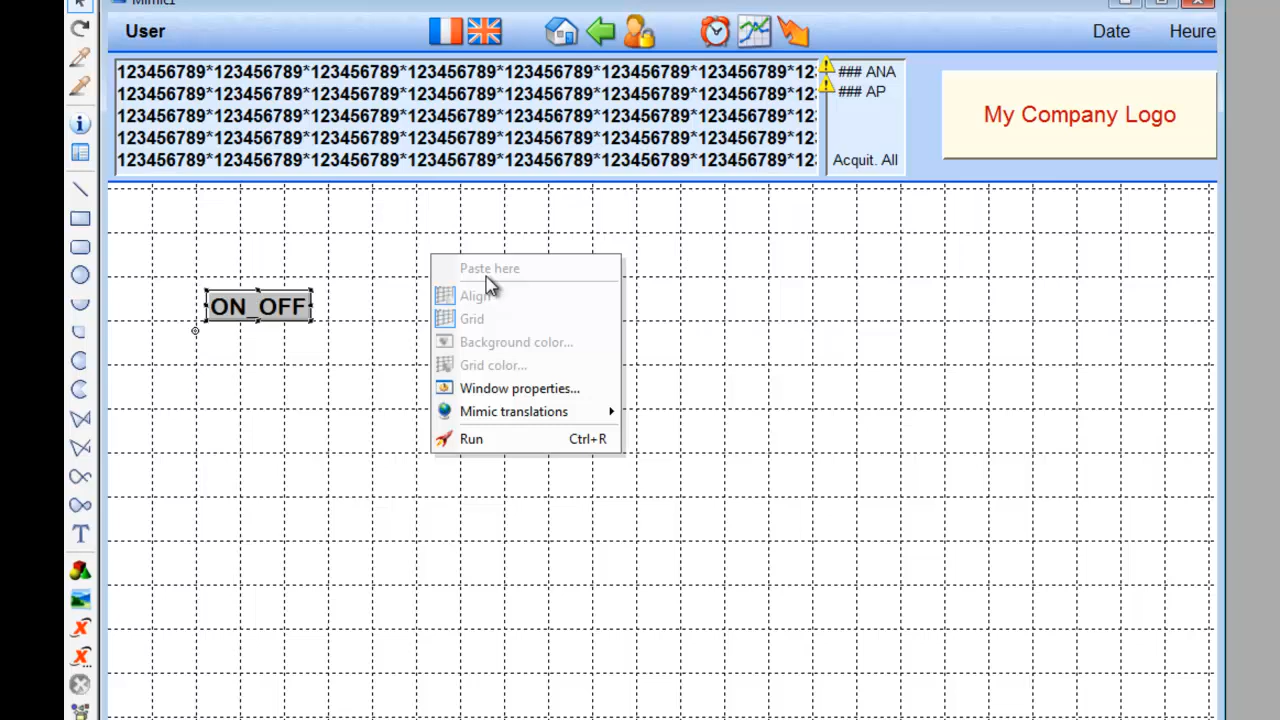 Mimic1
User
Date
Heure
123456789*123456789*123456789*123456789*123456789*123456789*123456789*12
123456789*123456789*123456789*123456789*123456789*123456789*123456789*12
123456789*123456789*123456789*123456789*123456789*123456789*123456789*12
123456789*123456789*123456789*123456789*123456789*123456789*123456789*12
123456789*123456789*123456789*123456789*123456789*123456789*123456789*12
### ANA
### AP
Acquit. All
My Company Logo
ON_OFF
Paste here
Align
Grid
Background color...
Grid color...
Window properties...
Mimic translations
Run Ctrl+R
T